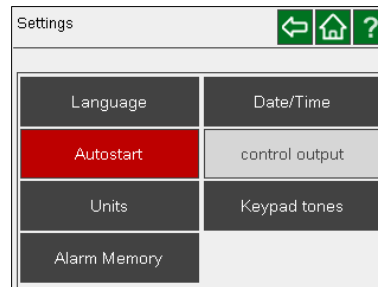 Settings
?
Language
Date/Time
Autostart
control output
Units
Keypad tones
Alarm Memory